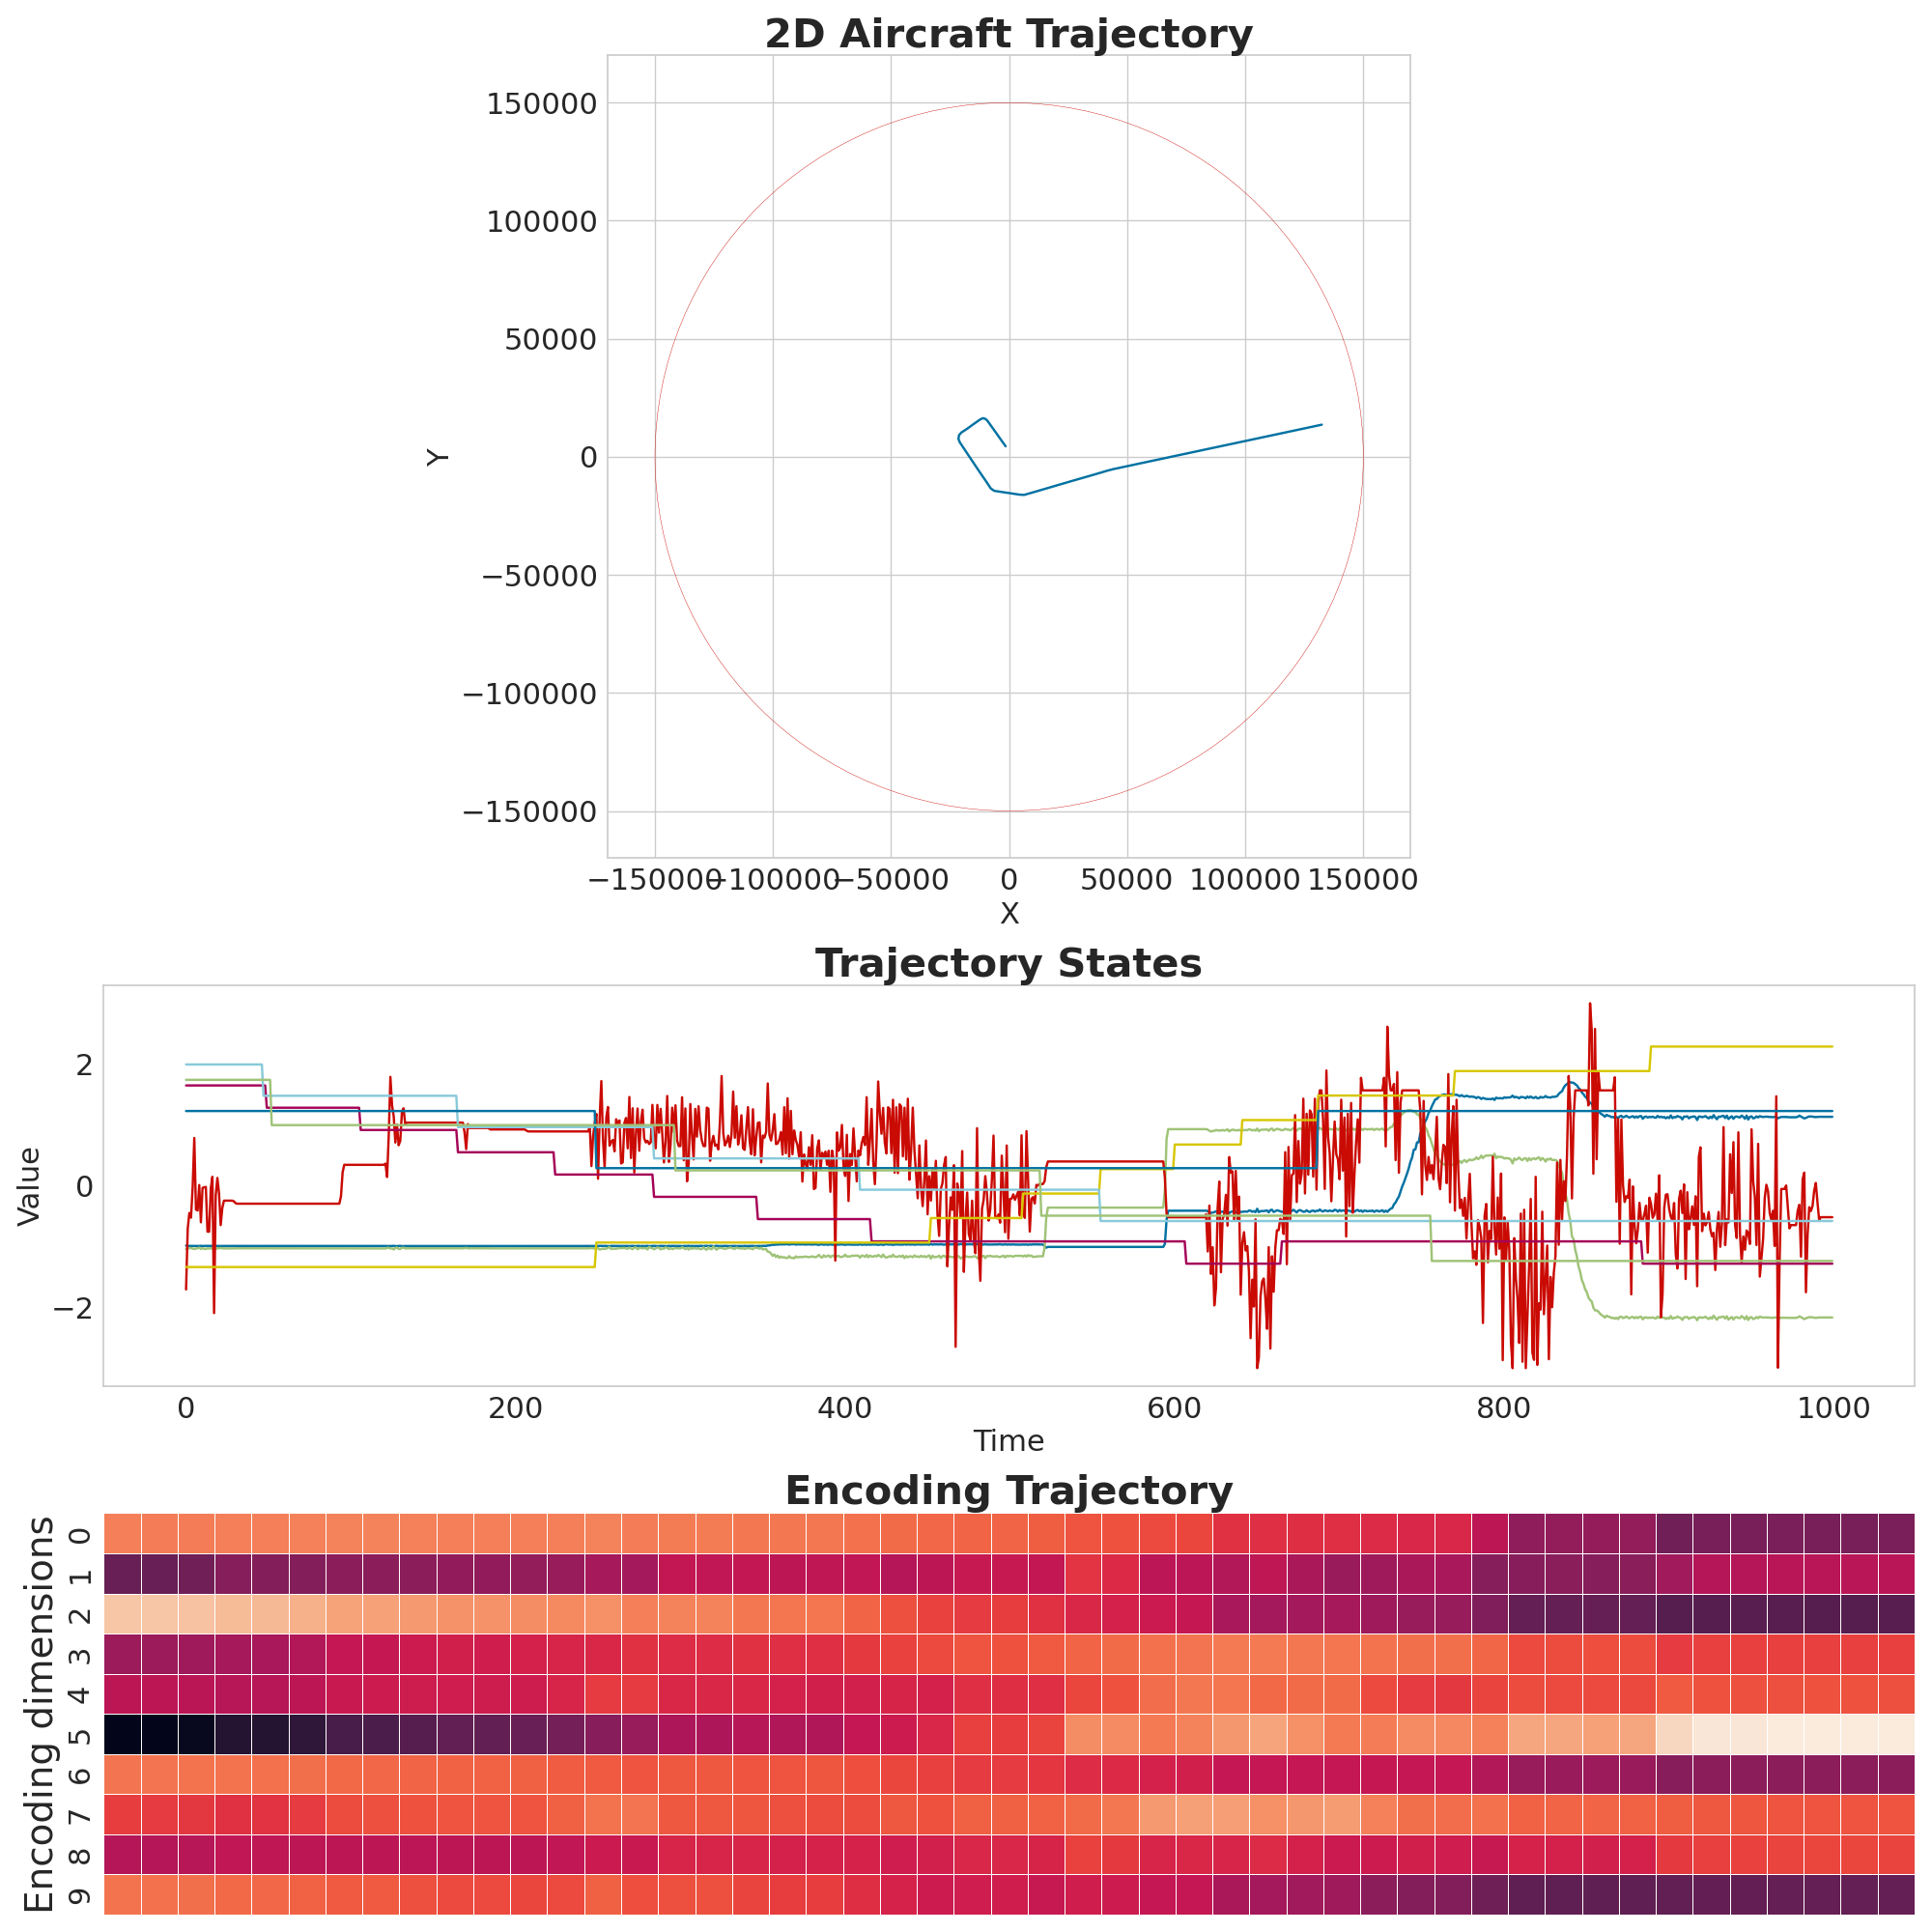 2D Aircraft Trajectory
150000
100000
50000
0
−50000
−100000
−150000
Y
−150000 −100000 −50000 0 50000 100000 150000
X
Trajectory States
2
0
−2
Value
0 200 400 600 800 1000
Time
Encoding Trajectory
Encoding dimensions
0
1
2
3
4
5
6
7
8
9